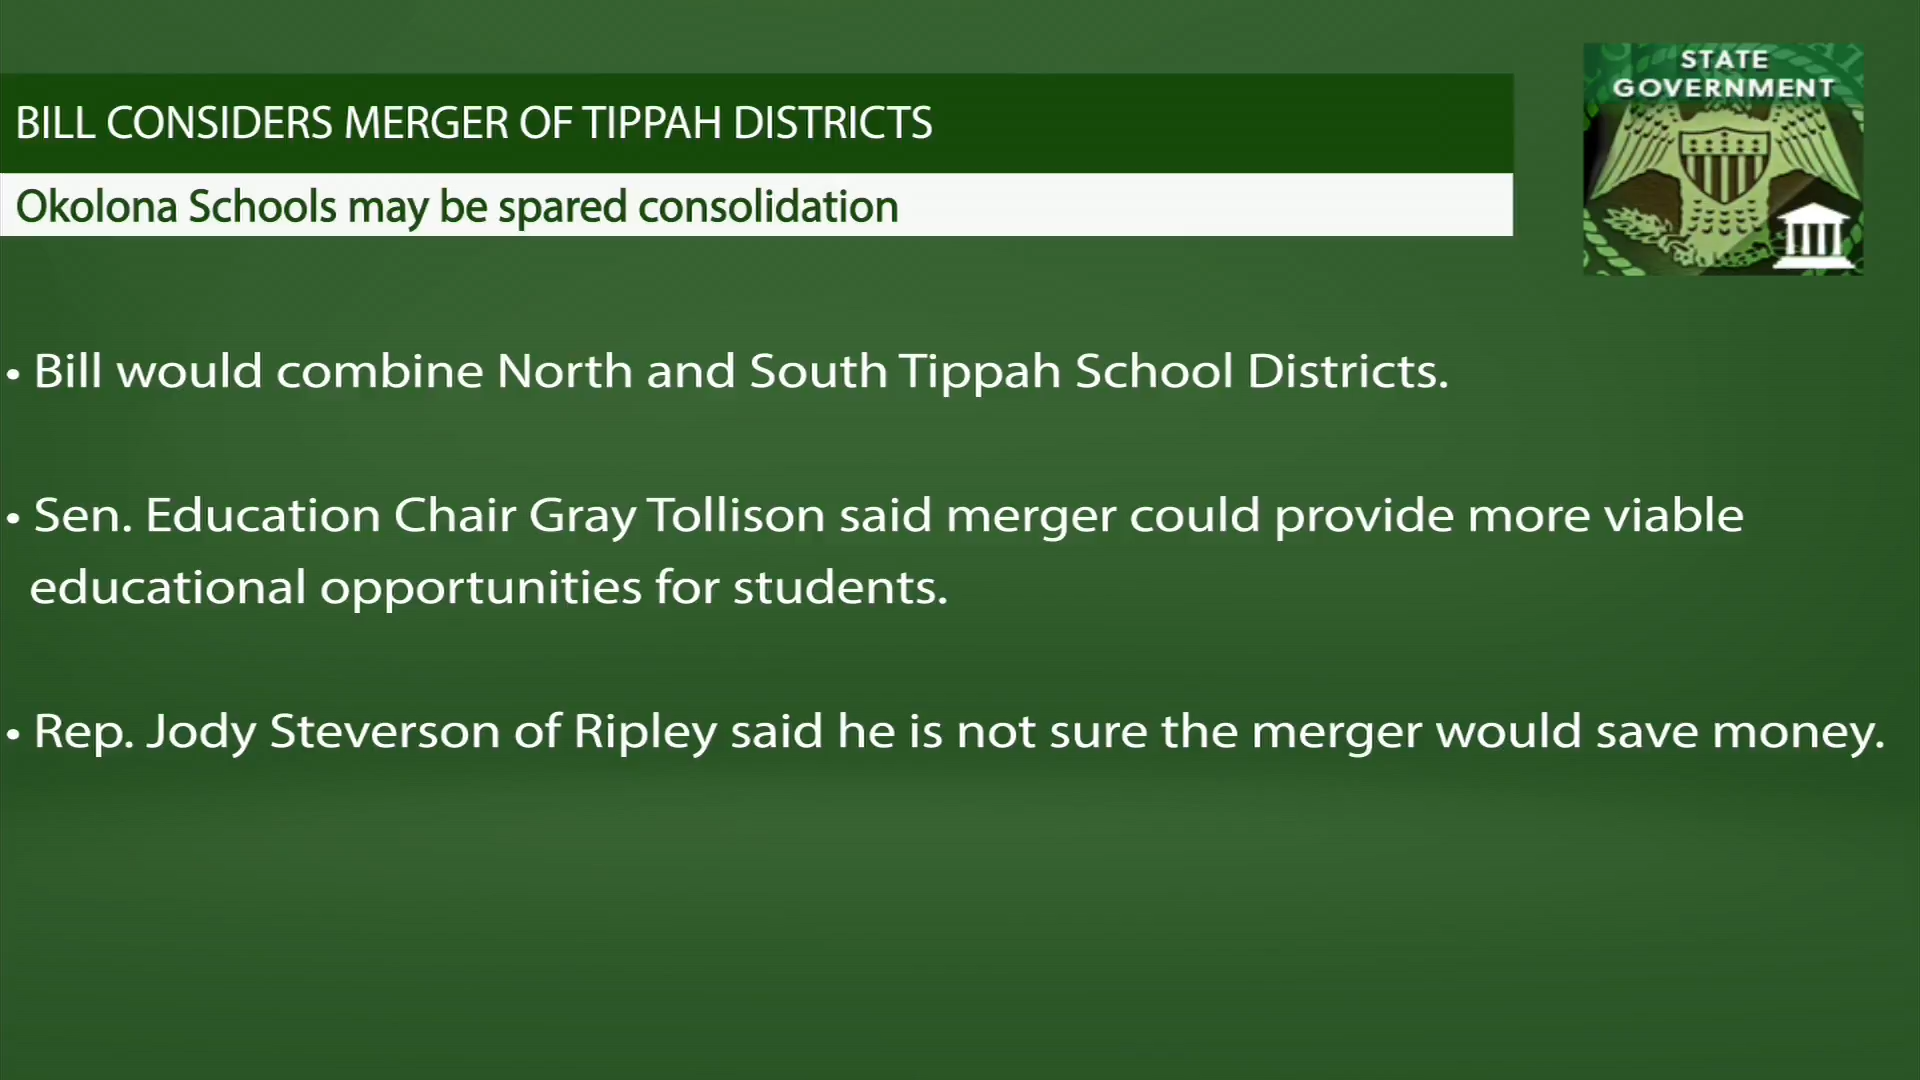 STATE
GOVERNMENT
BILL CONSIDERS MERGER OF TIPPAH DISTRICTS
Okolona Schools may be spared consolidation
• Bill would combine North and South Tippah School Districts.
• Sen. Education Chair Gray Tollison said merger could provide more viable
educational opportunities for students.
• Rep. Jody Steverson of Ripley said he is not sure the merger would save money.